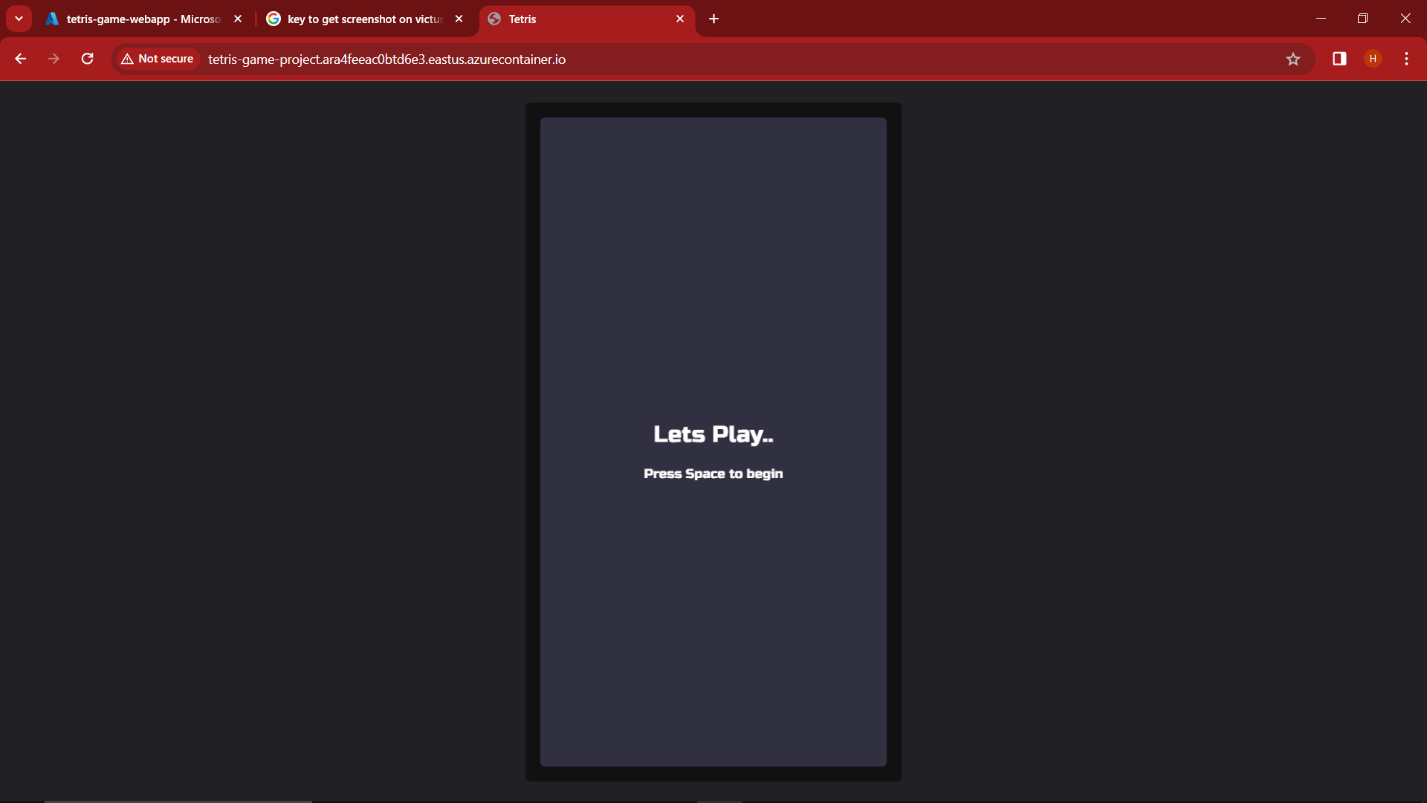 tetris-game-webapp - Microso
key to get screenshot on victus
Tetris
Not secure
tetris-game-project.ara4feeac0btd6e3.eastus.azurecontainer.io
H
Lets Play..
Press Space to begin